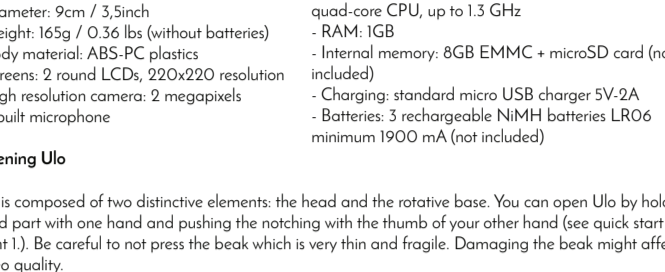 ameter: 9cm / 3,5inch
eight: 165g / 0.36 lbs (without batteries)
ody material: ABS-PC plastics
reens: 2 round LCDs, 220x220 resolution
gh resolution camera: 2 megapixels
built microphone
quad-core CPU, up to 1.3 GHz
- RAM: 1GB
- Internal memory: 8GB EMMC + microSD card (no
included)
- Charging: standard micro USB charger 5V-2A
- Batteries: 3 rechargeable NiMH batteries LR06
minimum 1900 mA (not included)
ening Ulo
is composed of two distinctive elements: the head and the rotative base. You can open Ulo by hol
d part with one hand and pushing the notching with the thumb of your other hand (see quick start
nt 1.). Be careful to not press the beak which is very thin and fragile. Damaging the beak might affe
o quality.